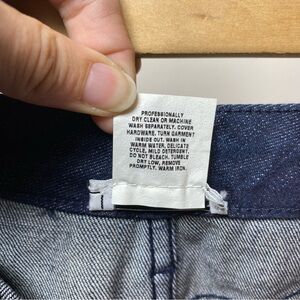 PROFESSIONALLY
DRY CLEAN OR MACHINE
WASH SEPARATELY. COVER
HARDWARE. TURN GARMENT
INSIDE OUT. WASH IN
WARM WATER, DELICATE
CYCLE, MILD DETERGENT.
DO NOT BLEACH. TUMBLE
DRY LOW, REMOVE
PROMPTLY. WARM IRON.